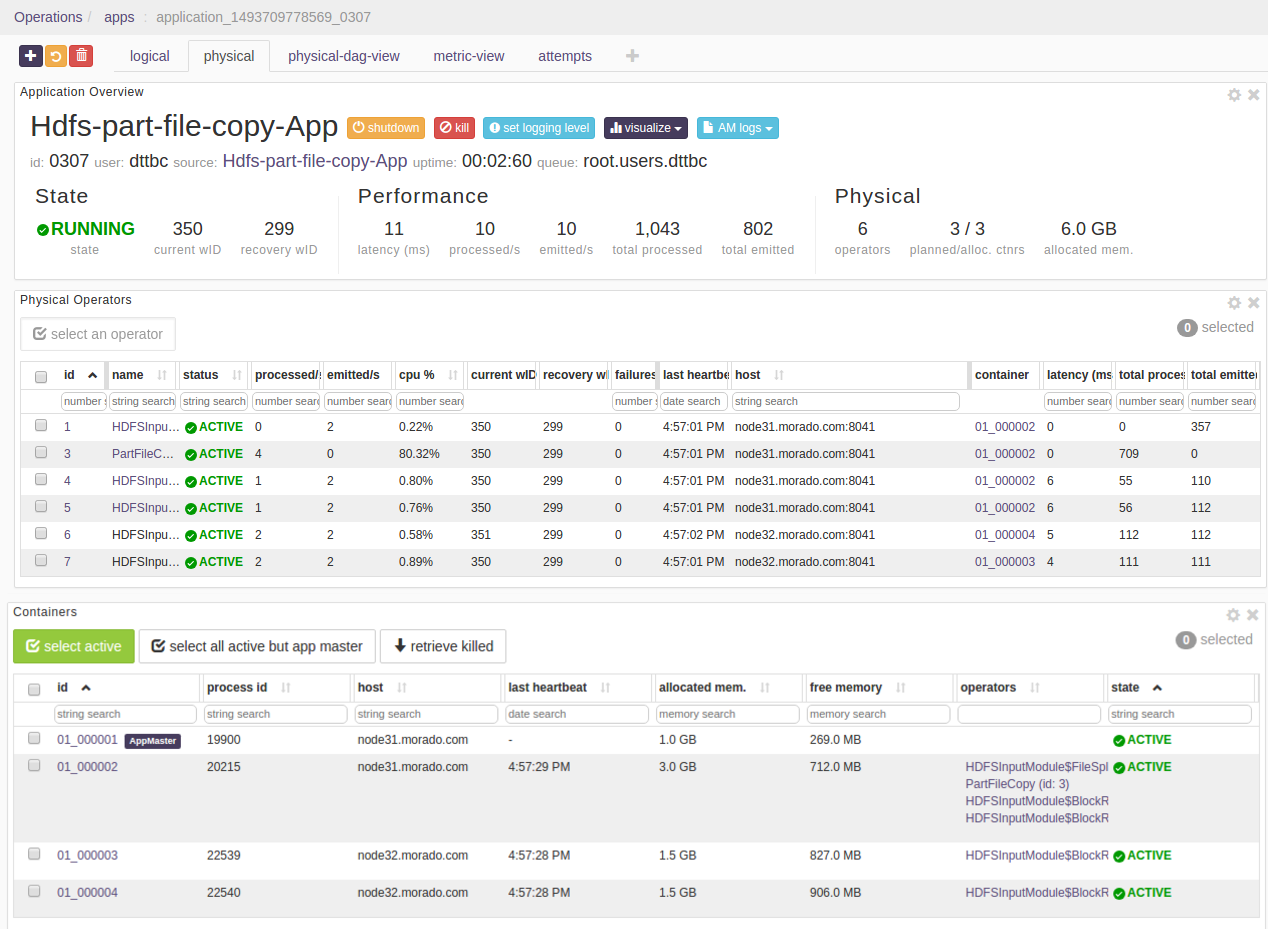 Operations / apps : application_1493709778569_0307
logical physical physical-dag-view metric-view attempts
Application Overview
Hdfs-part-file-copy-App shutdown kill set logging level visualize AM logs
id: 0307 user: dttbc source: Hdfs-part-file-copy-App uptime: 00:02:60 queue: root.users.dttbc
State Performance Physical
RUNNING 350 299 11 10 10 1,043 802 6 3 / 3 6.0 GB
state current wID recovery wID latency (ms) processed/s emitted/s total processed total emitted operators planned/alloc. ctnrs allocated mem.
Physical Operators
select an operator 0 selected
id name status processed/s emitted/s cpu % current wID recovery wI failures last heartbe host container latency (ms total proces total emitte
number s string search string search number search number search number search number s date search string search number searc number searc number searc
1 HDFSInpu... ACTIVE 0 2 0.22% 350 299 0 4:57:01 PM node31.morado.com:8041 01_000002 0 0 357
3 PartFileC... ACTIVE 4 0 80.32% 350 299 0 4:57:01 PM node31.morado.com:8041 01_000002 0 709 0
4 HDFSInpu... ACTIVE 1 2 0.80% 350 299 0 4:57:01 PM node31.morado.com:8041 01_000002 6 55 110
5 HDFSInpu... ACTIVE 1 2 0.76% 350 299 0 4:57:01 PM node31.morado.com:8041 01_000002 6 56 112
6 HDFSInpu... ACTIVE 2 2 0.58% 351 299 0 4:57:02 PM node32.morado.com:8041 01_000004 5 112 112
7 HDFSInpu... ACTIVE 2 2 0.89% 350 299 0 4:57:01 PM node32.morado.com:8041 01_000003 4 111 111
Containers
select active select all active but app master retrieve killed 0 selected
id process id host last heartbeat allocated mem. free memory operators state
string search string search string search date search memory search memory search string search
01_000001 AppMaster 19900 node31.morado.com - 1.0 GB 269.0 MB ACTIVE
01_000002 20215 node31.morado.com 4:57:29 PM 3.0 GB 712.0 MB HDFSInputModule$FileSpl ACTIVE
PartFileCopy (id: 3)
HDFSInputModule$BlockR
HDFSInputModule$BlockR
01_000003 22539 node32.morado.com 4:57:28 PM 1.5 GB 827.0 MB HDFSInputModule$BlockR ACTIVE
01_000004 22540 node32.morado.com 4:57:28 PM 1.5 GB 906.0 MB HDFSInputModule$BlockR ACTIVE